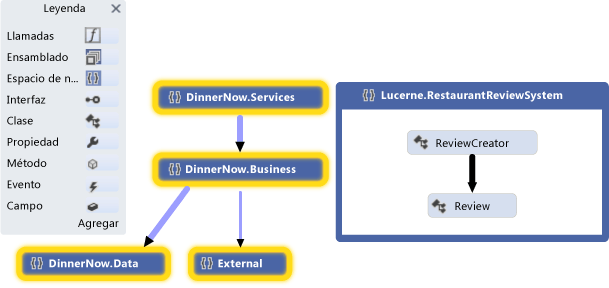 Leyenda
Llamadas
Ensamblado
Espacio de n...
Interfaz
Clase
Propiedad
Método
Evento
Campo
Agregar
DinnerNow.Services
DinnerNow.Business
DinnerNow.Data
External
Lucerne.RestaurantReviewSystem
ReviewCreator
Review